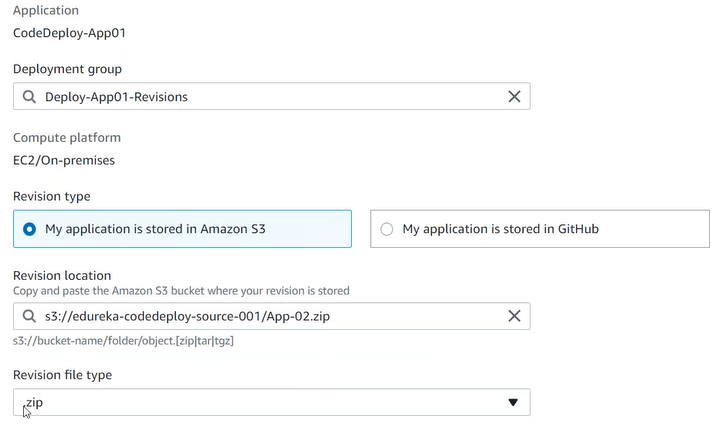 Application
CodeDeploy-App01
Deployment group
Deploy-App01-Revisions
Compute platform
EC2/On-premises
Revision type
My application is stored in Amazon S3
My application is stored in GitHub
Revision location
Copy and paste the Amazon S3 bucket where your revision is stored
s3://edureka-codedeploy-source-001/App-02.zip
s3://bucket-name/folder/object.[zip|tar|tgz]
Revision file type
.zip